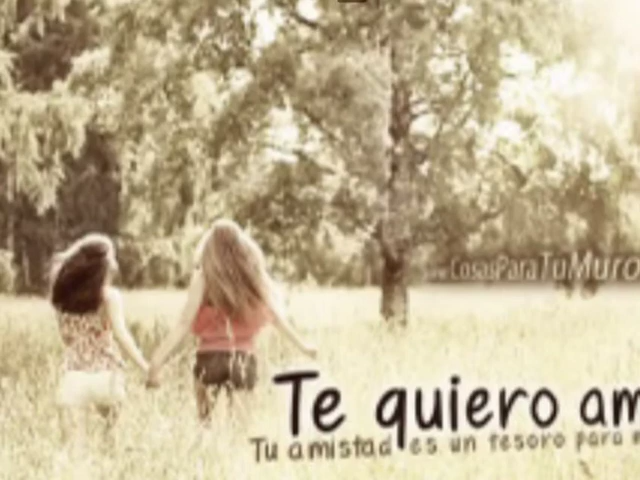 CosasParaTuMuro
Te quiero am
Tu amistad es un tesoro para